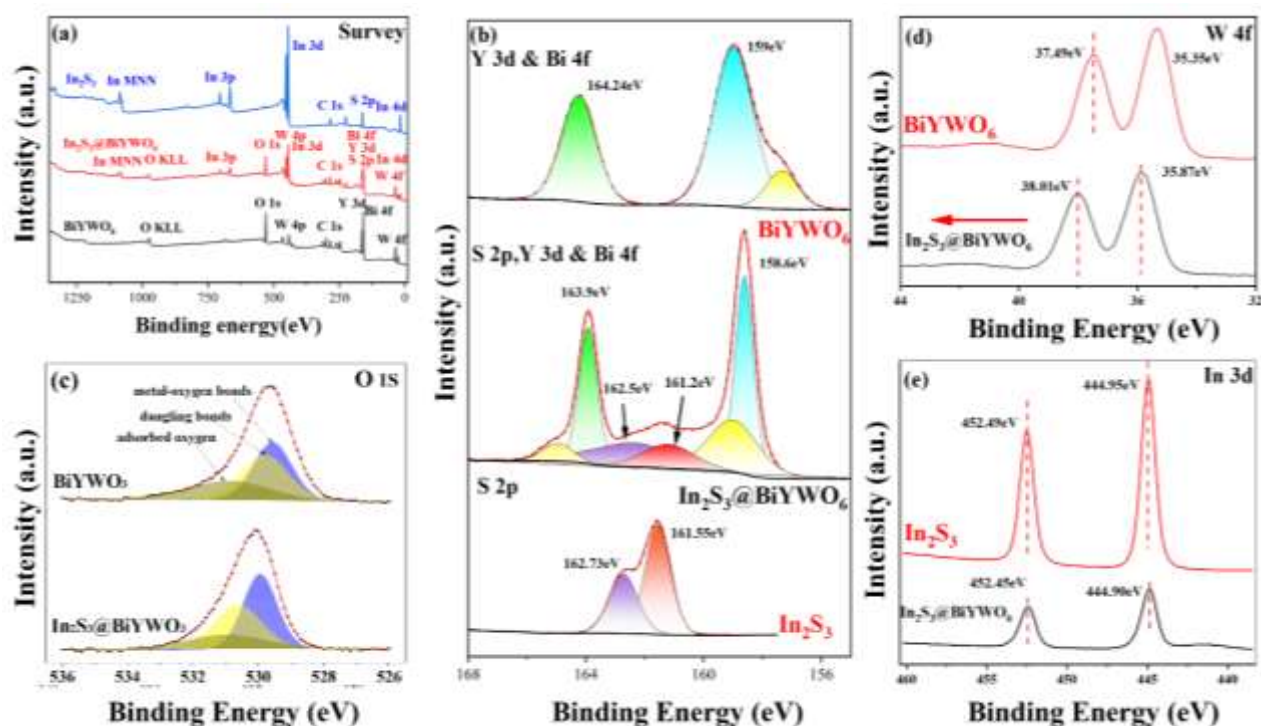 (a)
Survey
In 3d
In₂S₃
In MNN
In 3p
C 1s
S 2p
In 4d
In₂S₃@BiYWO₆
In MNN
O KLL
In 3p
O 1s
W 4p
In 3d
C 1s
Bi 4f
Y 3d
S 2p
In 4d
W 4f
BiYWO₆
O KLL
O 1s
W 4p
C 1s
Y 3d
Bi 4f
W 4f
1250 1000 750 500 250 0
Binding energy(eV)
Intensity (a.u.)
(b)
Y 3d & Bi 4f
164.24eV
159eV
BiYWO₆
S 2p,Y 3d & Bi 4f
163.9eV
162.5eV
161.2eV
158.6eV
In₂S₃@BiYWO₆
S 2p
162.73eV
161.55eV
In₂S₃
168 164 160 156
Binding Energy (eV)
Intensity (a.u.)
Intensity (a.u.)
(c)
O 1S
metal-oxygen bonds
dangling bonds
adsorbed oxygen
BiYWO₃
In₂S₃@BiYWO₃
536 534 532 530 528 526
Binding Energy (eV)
Intensity (a.u.)
(d)
W 4f
37.49eV
35.35eV
BiYWO₆
38.01eV
35.87eV
In₂S₃@BiYWO₆
44 40 36 32
Binding Energy (eV)
Intensity (a.u.)
(e)
In 3d
452.49eV
444.95eV
In₂S₃
452.45eV
444.90eV
In₂S₃@BiYWO₆
460 455 450 445 440
Binding Energy (eV)
Intensity (a.u.)